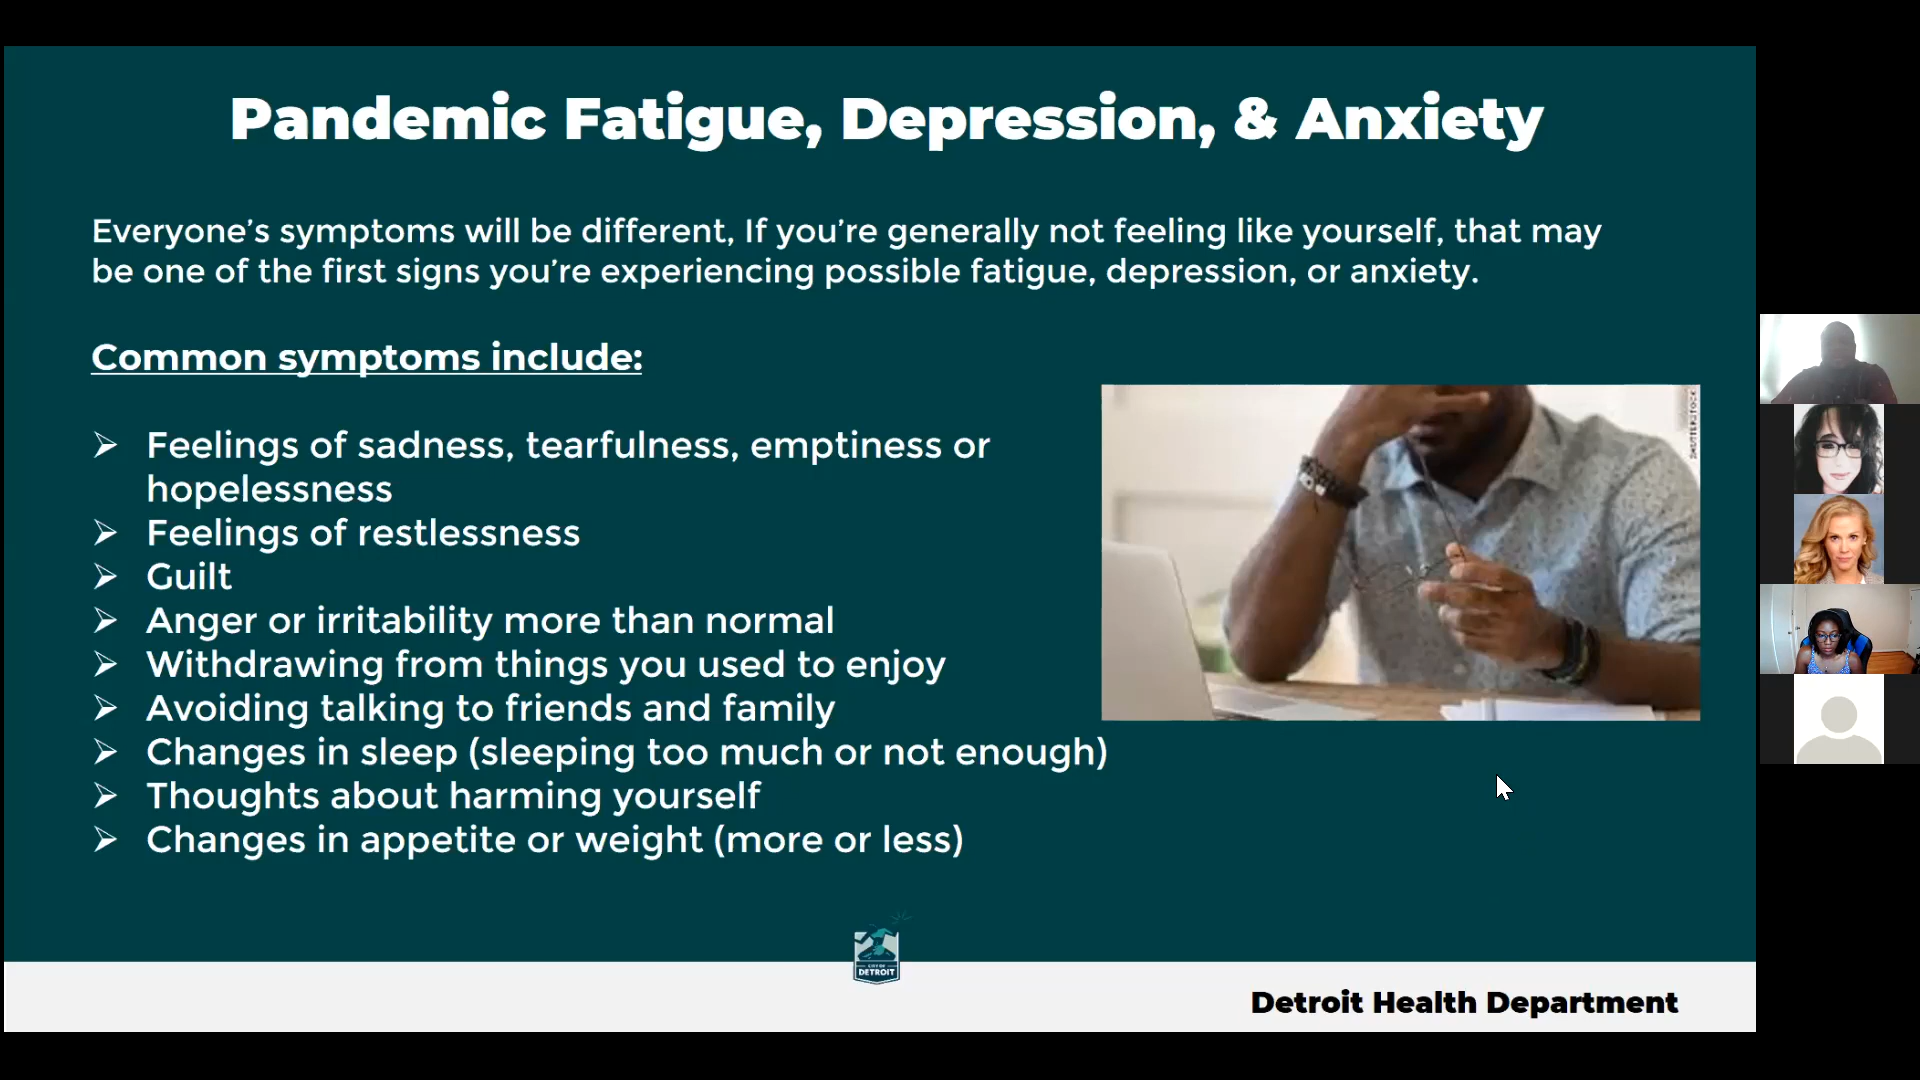 Pandemic Fatigue, Depression, & Anxiety
Everyone’s symptoms will be different, If you’re generally not feeling like yourself, that may
be one of the first signs you’re experiencing possible fatigue, depression, or anxiety.
Common symptoms include:
➢ Feelings of sadness, tearfulness, emptiness or
hopelessness
➢ Feelings of restlessness
➢ Guilt
➢ Anger or irritability more than normal
➢ Withdrawing from things you used to enjoy
➢ Avoiding talking to friends and family
➢ Changes in sleep (sleeping too much or not enough)
➢ Thoughts about harming yourself
➢ Changes in appetite or weight (more or less)
SHUTTERSTOCK
CITY OF
DETROIT
Detroit Health Department